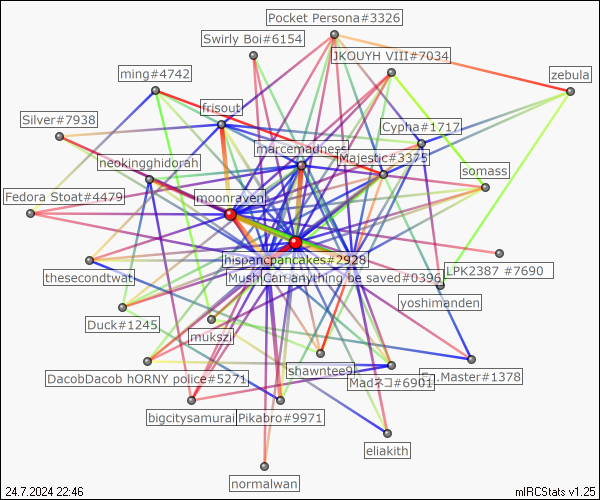 Pocket Persona#3326
Swirly Boi#6154
JKOUYH VIII#7034
ming#4742
zebula
frisout
Silver#7938
Cypha#1717
marcemadness
Majestic#3375
neokingghidorah
somass
Fedora Stoat#4479
moonraven
hispancpancakes#2928
thesecondtwat
Can anything be saved#0396
LPK2387 #7690
yoshimanden
Duck#1245
mukszi
shawntee9
DacobDacob hORNY police#5271
Madネコ#6901
Master#1378
bigcitysamurai
Pikabro#9971
eliakith
normalwan
24.7.2024 22:46
mIRCStats v1.25